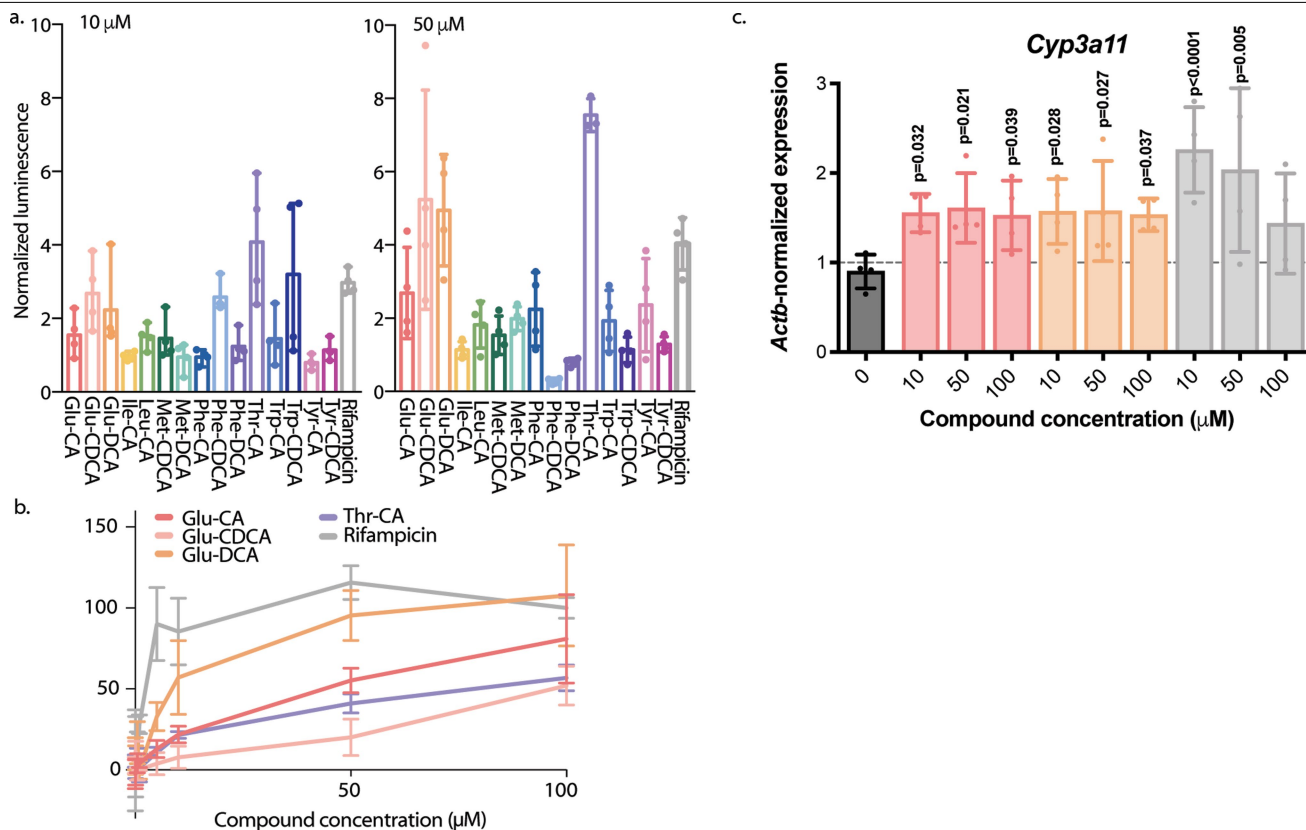 a.
10 μM
50 μM
Normalized luminescence
10
8
6
4
2
0
Glu-CA
Glu-CDCA
Glu-DCA
Ile-CA
Leu-CA
Met-CDCA
Met-DCA
Phe-CA
Phe-CDCA
Phe-DCA
Thr-CA
Trp-CA
Trp-CDCA
Tyr-CA
Tyr-CDCA
Rifampicin
10
8
6
4
2
0
Glu-CA
Glu-CDCA
Glu-DCA
Ile-CA
Leu-CA
Met-CDCA
Met-DCA
Phe-CA
Phe-CDCA
Phe-DCA
Thr-CA
Trp-CA
Trp-CDCA
Tyr-CA
Tyr-CDCA
Rifampicin
b.
Glu-CA
Glu-CDCA
Glu-DCA
Thr-CA
Rifampicin
150
100
50
0
50
100
Compound concentration (μM)
c.
Cyp3a11
Actb-normalized expression
3
2
1
0
p=0.032
p=0.021
p=0.039
p=0.028
p=0.027
p=0.037
p<0.0001
p=0.005
0
10
50
100
10
50
100
10
50
100
Compound concentration (μM)